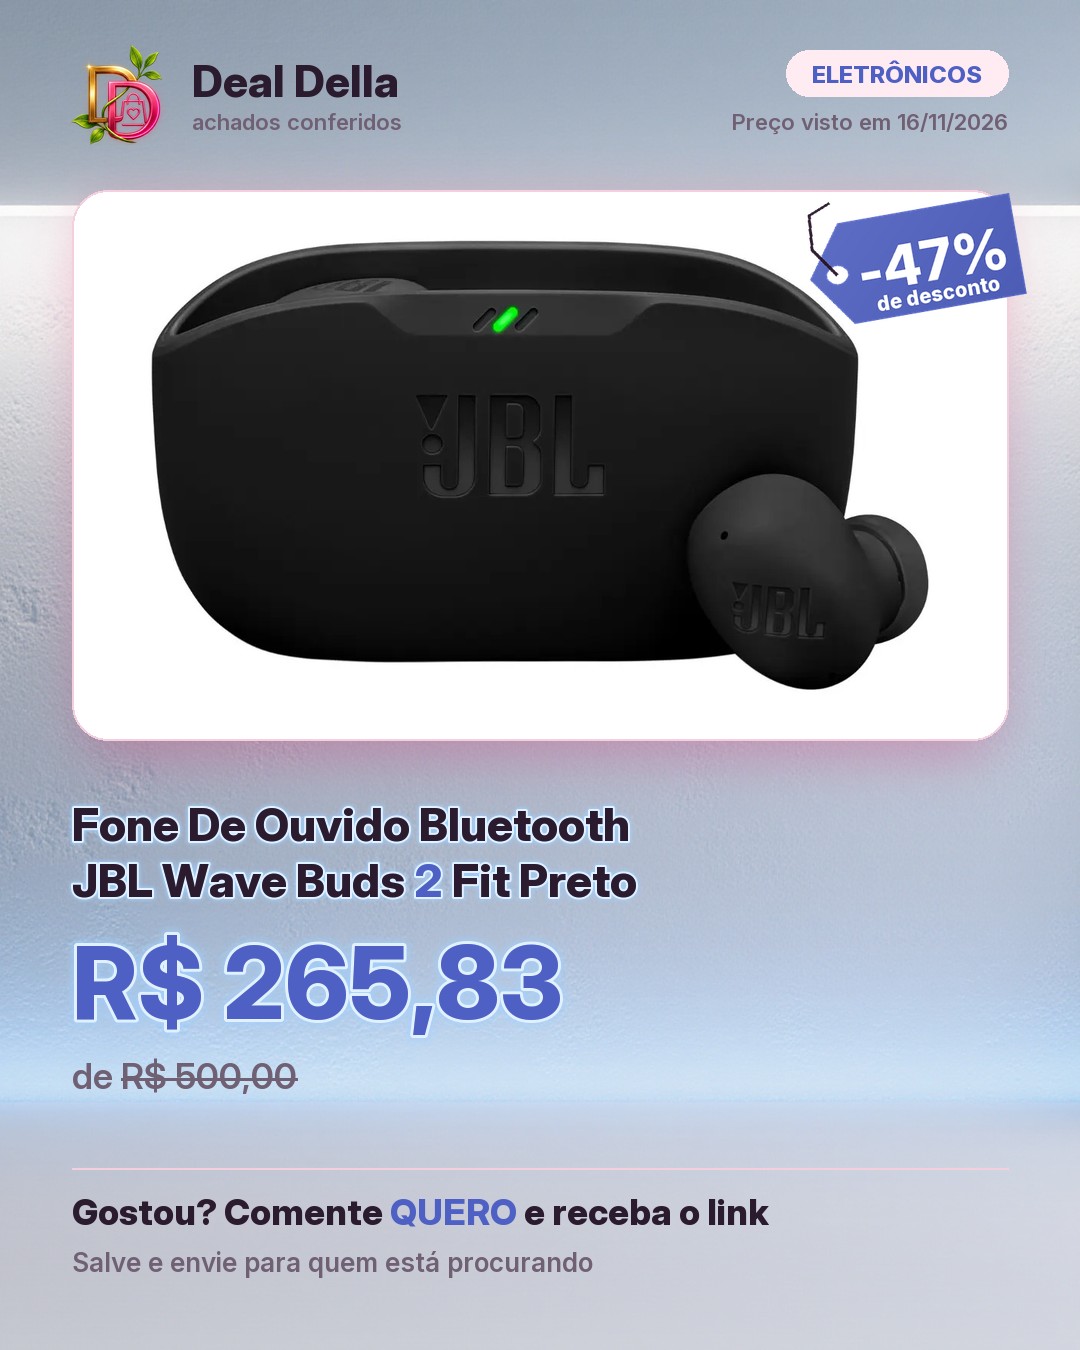 Deal Della
achados conferidos
ELETRÔNICOS
Preço visto em 16/11/2026
-47%
de desconto
JBL
JBL
Fone De Ouvido Bluetooth
JBL Wave Buds 2 Fit Preto
R$ 265,83
de R$ 500,00
Gostou? Comente QUERO e receba o link
Salve e envie para quem está procurando